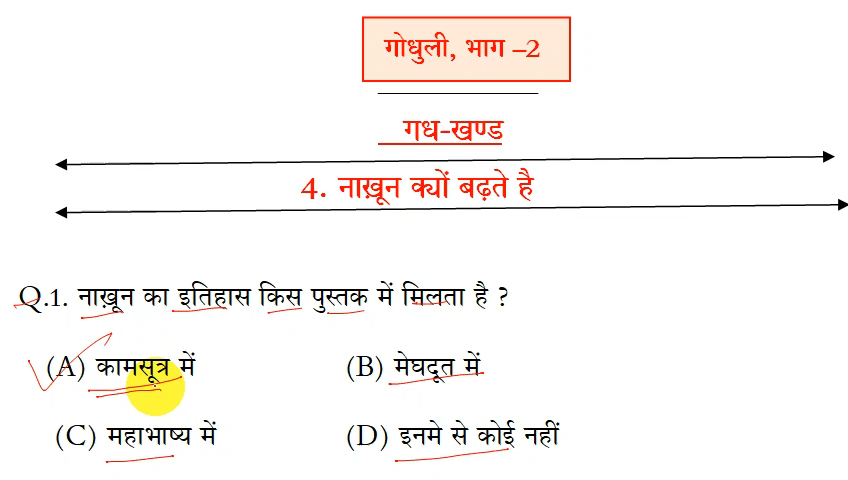 गोधुली, भाग –2
गध-खण्ड
4. नाख़ून क्यों बढ़ते है
Q.1. नाख़ून का इतिहास किस पुस्तक में मिलता है ?
(A) कामसूत्र में (B) मेघदूत में
(C) महाभाष्य में (D) इनमे से कोई नहीं